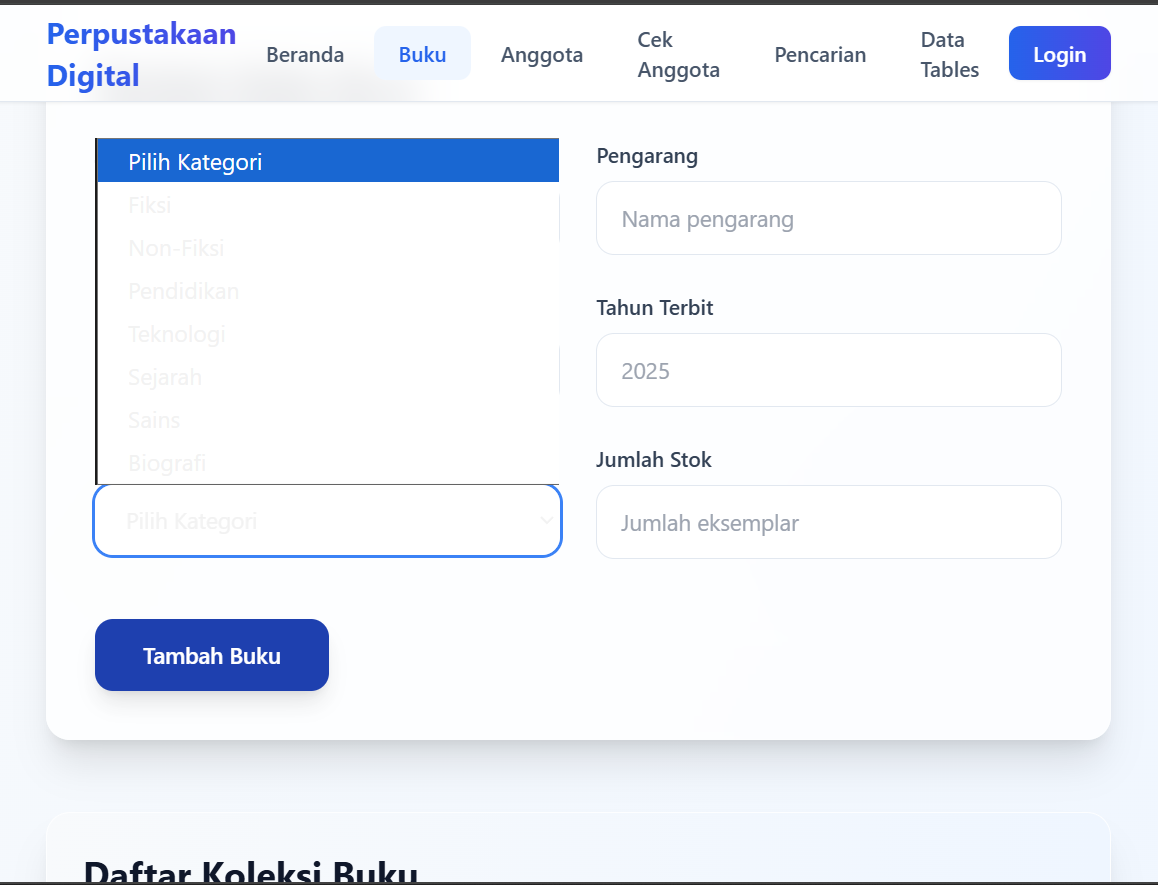 Perpustakaan
Digital
Beranda
Buku
Anggota
Cek
Anggota
Pencarian
Data
Tables
Login
Pilih Kategori
Fiksi
Non-Fiksi
Pendidikan
Teknologi
Sejarah
Sains
Biografi
Pilih Kategori
Pengarang
Nama pengarang
Tahun Terbit
2025
Jumlah Stok
Jumlah eksemplar
Tambah Buku
Daftar Koleksi Buku